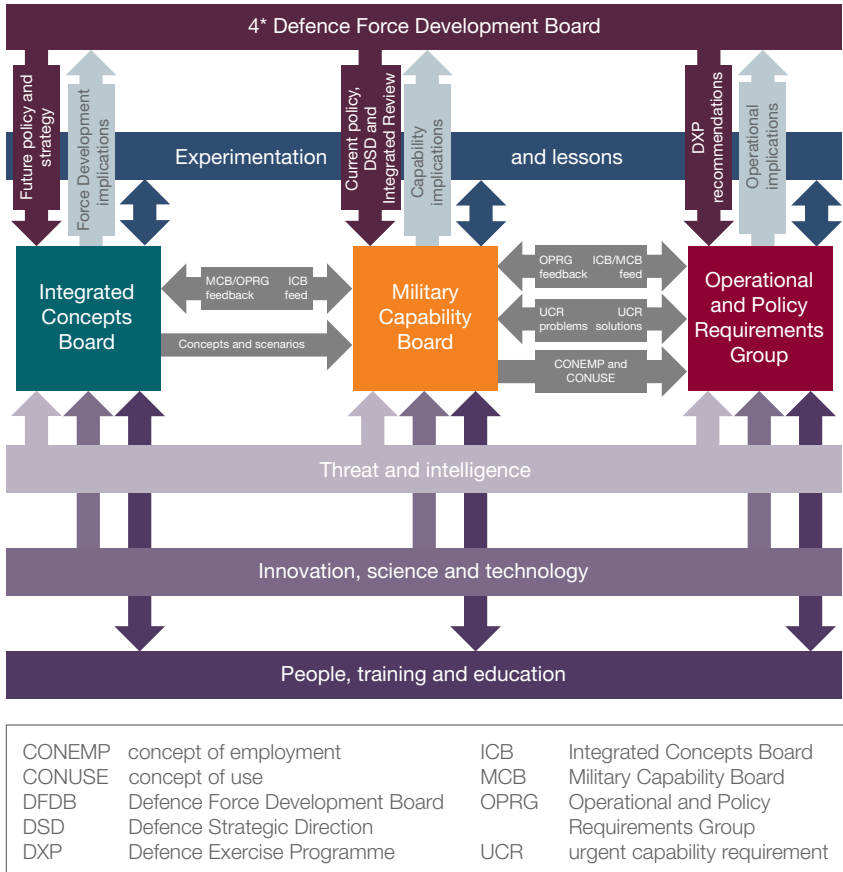 4* Defence Force Development Board
Future policy and
strategy
Force Development
implications
Current policy,
DSD and
Integrated Review
Capability
implications
DXP
recommendations
Operational
implications
Experimentation and lessons
Integrated
Concepts
Board
MCB/OPRG ICB
feedback feed
Concepts and scenarios
Military
Capability
Board
OPRG ICB/MCB
feedback feed
UCR UCR
problems solutions
CONEMP and
CONUSE
Operational
and Policy
Requirements
Group
Threat and intelligence
Innovation, science and technology
People, training and education
CONEMP concept of employment
CONUSE concept of use
DFDB Defence Force Development Board
DSD Defence Strategic Direction
DXP Defence Exercise Programme
ICB Integrated Concepts Board
MCB Military Capability Board
OPRG Operational and Policy
Requirements Group
UCR urgent capability requirement